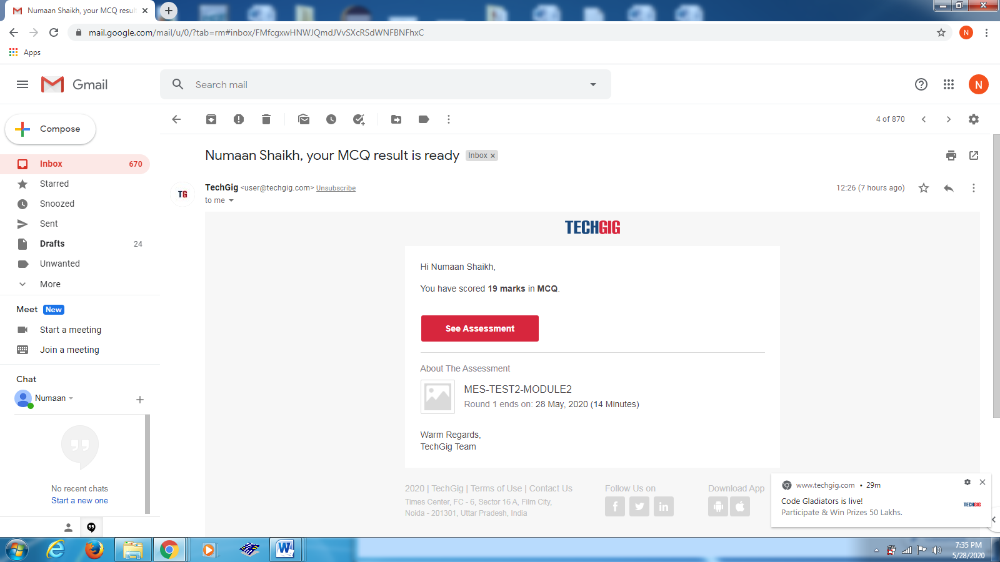 Numaan Shaikh, your MCQ resu
mail.google.com/mail/u/0/?tab=rm#inbox/FMfcgxwHNWJQmdJVvSXcRSdWNFBNFhxC
N
Apps
Gmail
Search mail
N
Compose
4 of 870
Inbox 670
Starred
Snoozed
Sent
Drafts 24
Unwanted
More
Meet New
Start a meeting
Join a meeting
Chat
Numaan
No recent chats
Start a new one
Numaan Shaikh, your MCQ result is ready Inbox x
TG
TechGig <user@techgig.com> Unsubscribe
12:26 (7 hours ago)
to me
TECHGIG
Hi Numaan Shaikh,
You have scored 19 marks in MCQ.
See Assessment
About The Assessment
MES-TEST2-MODULE2
Round 1 ends on: 28 May, 2020 (14 Minutes)
Warm Regards,
TechGig Team
2020 | TechGig | Terms of Use | Contact Us
Times Center, FC - 6, Sector 16 A, Film City,
Noida - 201301, Uttar Pradesh, India
Follow Us on
Download App
www.techgig.com • 29m
Code Gladiators is live!
Participate & Win Prizes 50 Lakhs.
TECHGIG
7:35 PM
5/28/2020